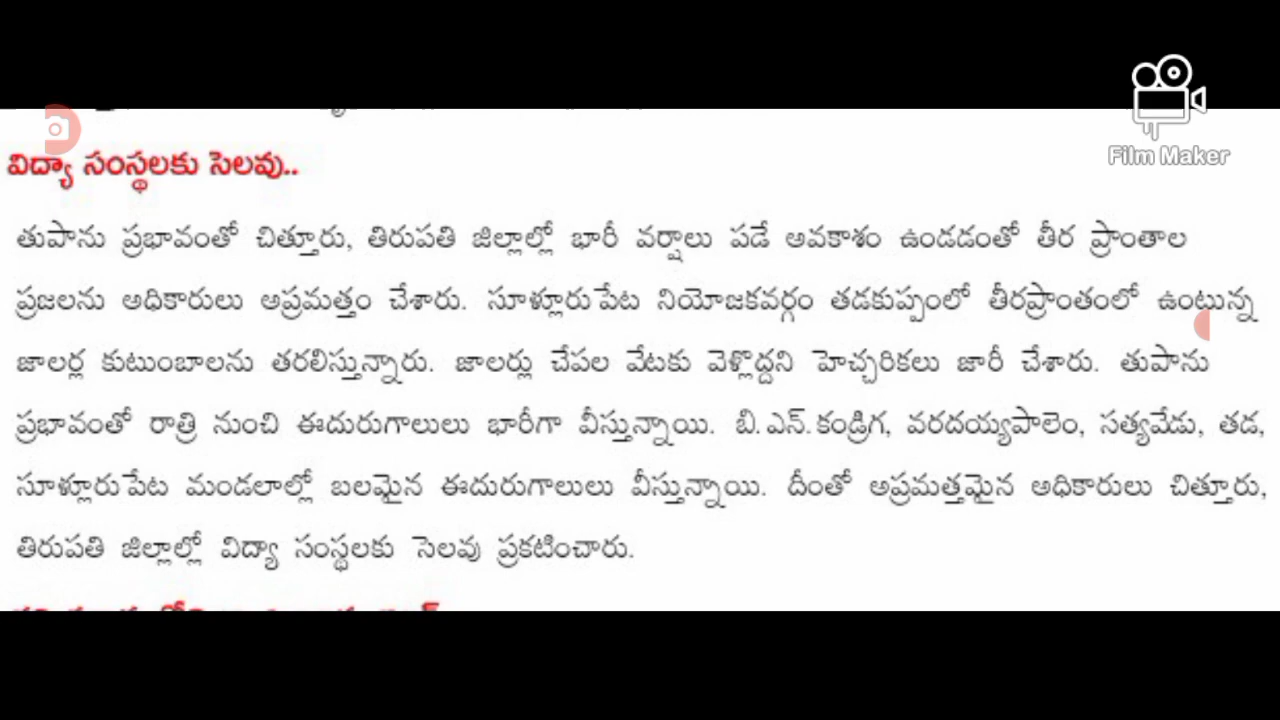 Film Maker
విద్యా సంస్థలకు సెలవు..
తుపాను ప్రభావంతో చిత్తూరు, తిరుపతి జిల్లాల్లో భారీ వర్షాలు పడే అవకాశం ఉండడంతో తీర ప్రాంతాల
ప్రజలను అధికారులు అప్రమత్తం చేశారు. సూళ్లూరుపేట నియోజకవర్గం తడకుప్పంలో తీరప్రాంతంలో ఉంటున్న
జాలర్ల కుటుంబాలను తరలిస్తున్నారు. జాలర్లు చేపల వేటకు వెళ్లొద్దని హెచ్చరికలు జారీ చేశారు. తుపాను
ప్రభావంతో రాత్రి నుంచి ఈదురుగాలులు భారీగా వీస్తున్నాయి. బి.ఎన్.కండ్రిగ, వరదయ్యపాలెం, సత్యవేడు, తడ,
సూళ్లూరుపేట మండలాల్లో బలమైన ఈదురుగాలులు వీస్తున్నాయి. దీంతో అప్రమత్తమైన అధికారులు చిత్తూరు,
తిరుపతి జిల్లాల్లో విద్యా సంస్థలకు సెలవు ప్రకటించారు.